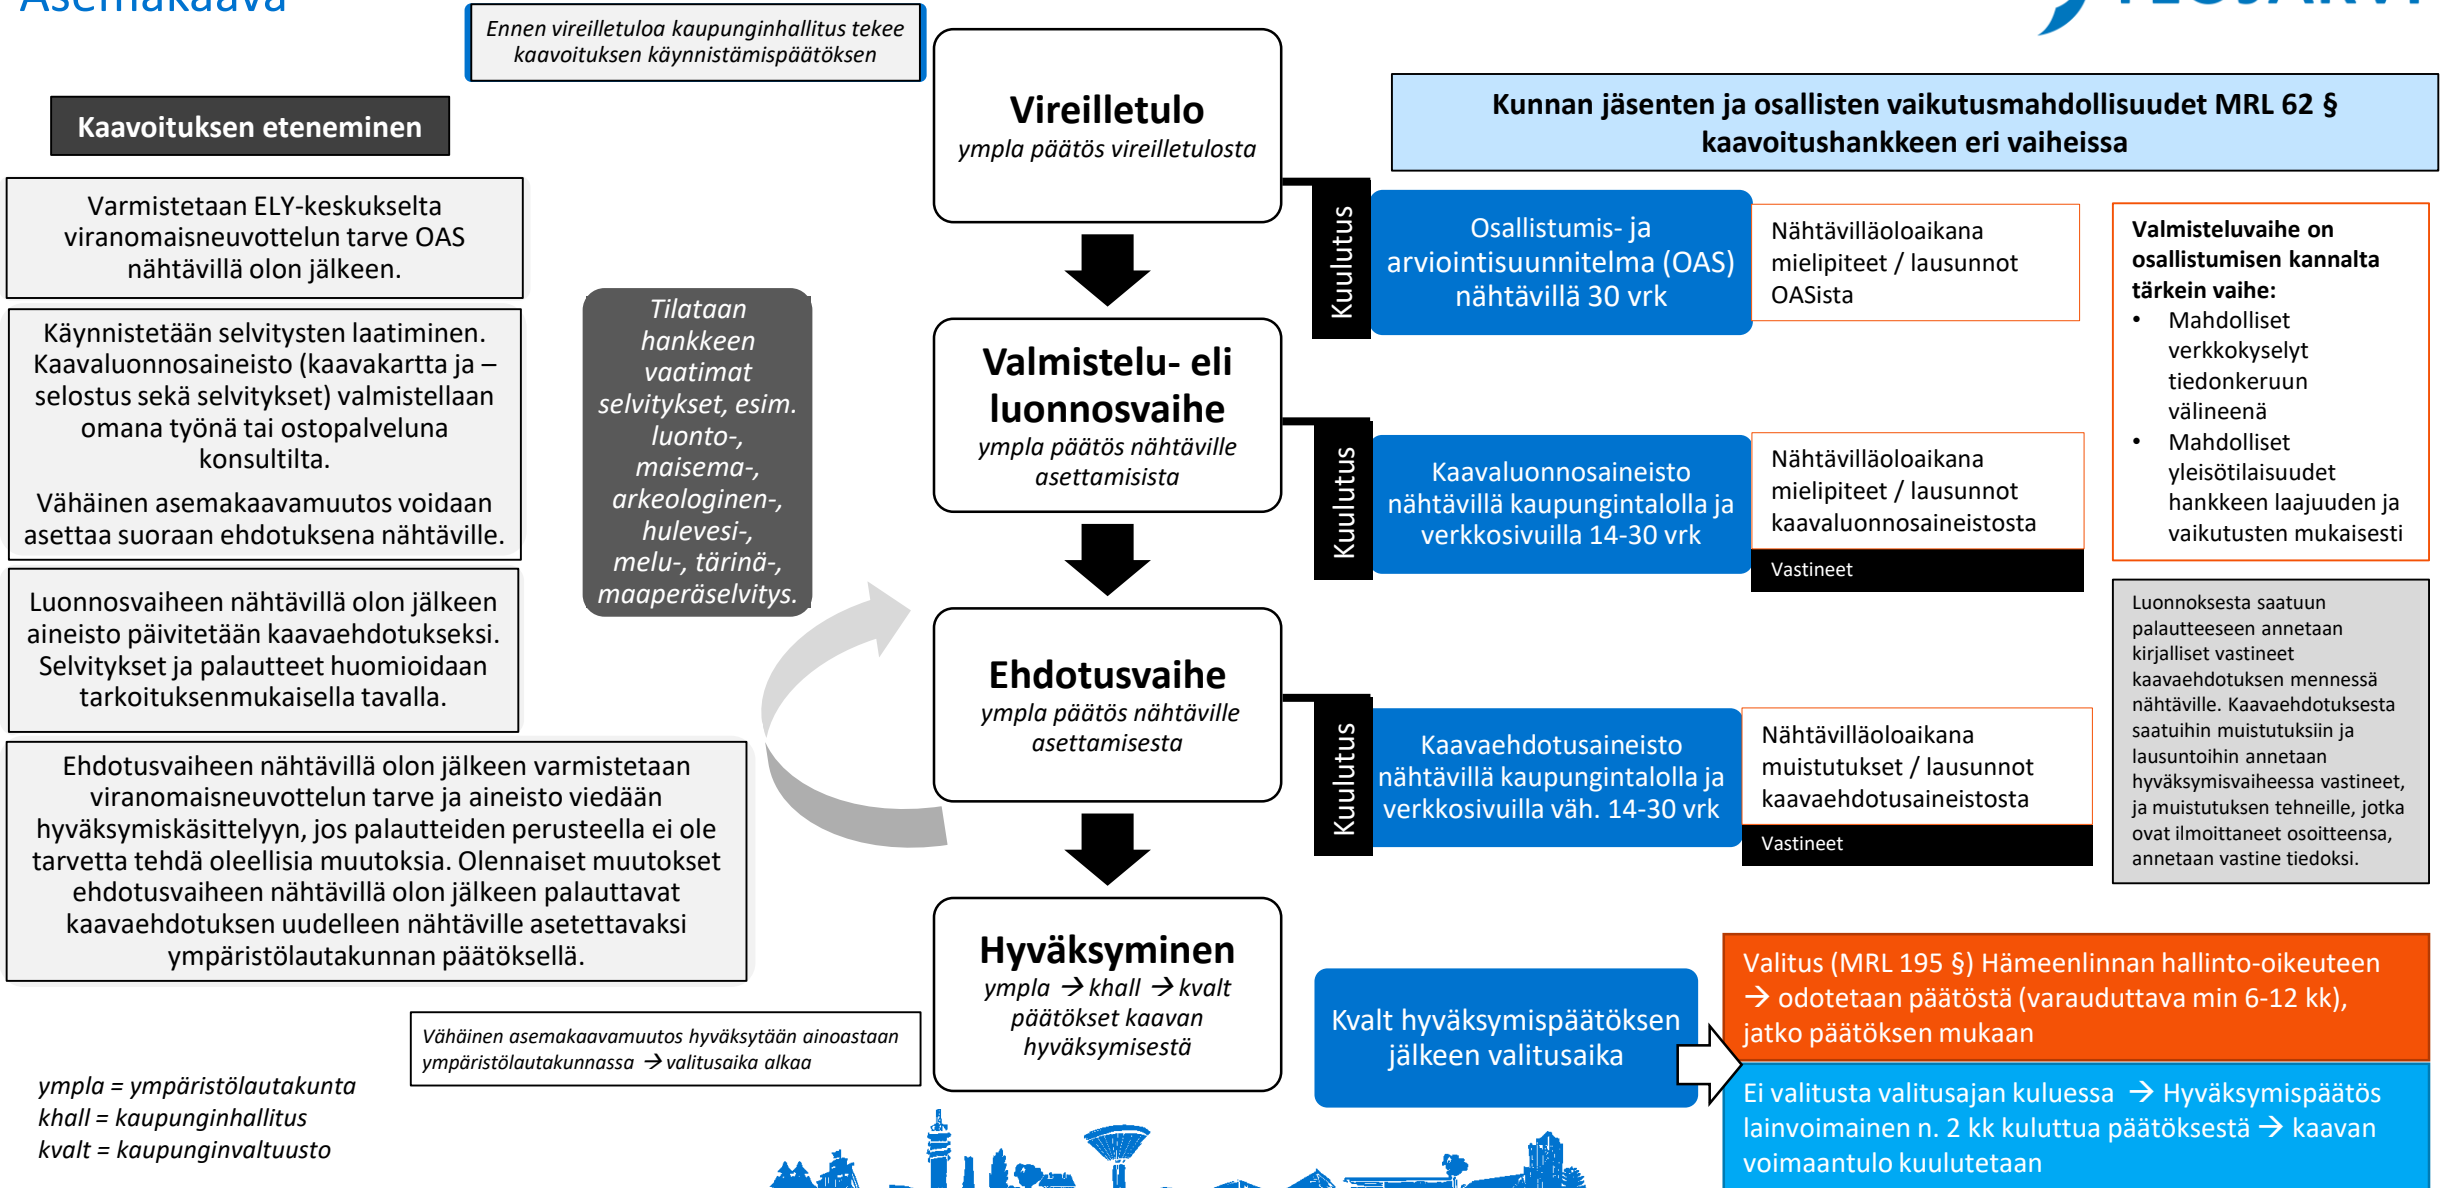 Asemakaava
YLÖJÄRVI
Ennen vireilletuloa kaupunginhallitus tekee
kaavoituksen käynnistämispäätöksen
Kaavoituksen eteneminen
Varmistetaan ELY-keskukselta
viranomaisneuvottelun tarve OAS
nähtävillä olon jälkeen.
Käynnistetään selvitysten laatiminen.
Kaavaluonnosaineisto (kaavakartta ja –
selostus sekä selvitykset) valmistellaan
omana työnä tai ostopalveluna
konsultilta.
Vähäinen asemakaavamuutos voidaan
asettaa suoraan ehdotuksena nähtäville.
Luonnosvaiheen nähtävillä olon jälkeen
aineisto päivitetään kaavaehdotukseksi.
Selvitykset ja palautteet huomioidaan
tarkoituksenmukaisella tavalla.
Ehdotusvaiheen nähtävillä olon jälkeen varmistetaan
viranomaisneuvottelun tarve ja aineisto viedään
hyväksymiskäsittelyyn, jos palautteiden perusteella ei ole
tarvetta tehdä oleellisia muutoksia. Olennaiset muutokset
ehdotusvaiheen nähtävillä olon jälkeen palauttavat
kaavaehdotuksen uudelleen nähtäville asetettavaksi
ympäristölautakunnan päätöksellä.
Vähäinen asemakaavamuutos hyväksytään ainoastaan
ympäristölautakunnassa → valitusaika alkaa
ympla = ympäristölautakunta
khall = kaupunginhallitus
kvalt = kaupunginvaltuusto
Tilataan
hankkeen
vaatimat
selvitykset, esim.
luonto-,
maisema-,
arkeologinen-,
hulevesi-,
melu-, tärinä-,
maaperäselvitys.
Vireilletulo
ympla päätös vireilletulosta
Valmistelu- eli
luonnosvaihe
ympla päätös nähtäville
asettamisista
Ehdotusvaihe
ympla päätös nähtäville
asettamisesta
Hyväksyminen
ympla → khall → kvalt
päätökset kaavan
hyväksymisestä
Kunnan jäsenten ja osallisten vaikutusmahdollisuudet MRL 62 §
kaavoitushankkeen eri vaiheissa
Kuulutus
Osallistumis- ja
arviointisuunnitelma (OAS)
nähtävillä 30 vrk
Nähtävilläoloaikana
mielipiteet / lausunnot
OASista
Kuulutus
Kaavaluonnosaineisto
nähtävillä kaupungintalolla ja
verkkosivuilla 14-30 vrk
Nähtävilläoloaikana
mielipiteet / lausunnot
kaavaluonnosaineistosta
Vastineet
Kuulutus
Kaavaehdotusaineisto
nähtävillä kaupungintalolla ja
verkkosivuilla väh. 14-30 vrk
Nähtävilläoloaikana
muistutukset / lausunnot
kaavaehdotusaineistosta
Vastineet
Valmisteluvaihe on
osallistumisen kannalta
tärkein vaihe:
• Mahdolliset
verkkokyselyt
tiedonkeruun
välineenä
• Mahdolliset
yleisötilaisuudet
hankkeen laajuuden ja
vaikutusten mukaisesti
Luonnoksesta saatuun
palautteeseen annetaan
kirjalliset vastineet
kaavaehdotuksen mennessä
nähtäville. Kaavaehdotuksesta
saatuihin muistutuksiin ja
lausuntoihin annetaan
hyväksymisvaiheessa vastineet,
ja muistutuksen tehneille, jotka
ovat ilmoittaneet osoitteensa,
annetaan vastine tiedoksi.
Kvalt hyväksymispäätöksen
jälkeen valitusaika
Valitus (MRL 195 §) Hämeenlinnan hallinto-oikeuteen
→ odotetaan päätöstä (varauduttava min 6-12 kk),
jatko päätöksen mukaan
Ei valitusta valitusajan kuluessa → Hyväksymispäätös
lainvoimainen n. 2 kk kuluttua päätöksestä → kaavan
voimaantulo kuulutetaan